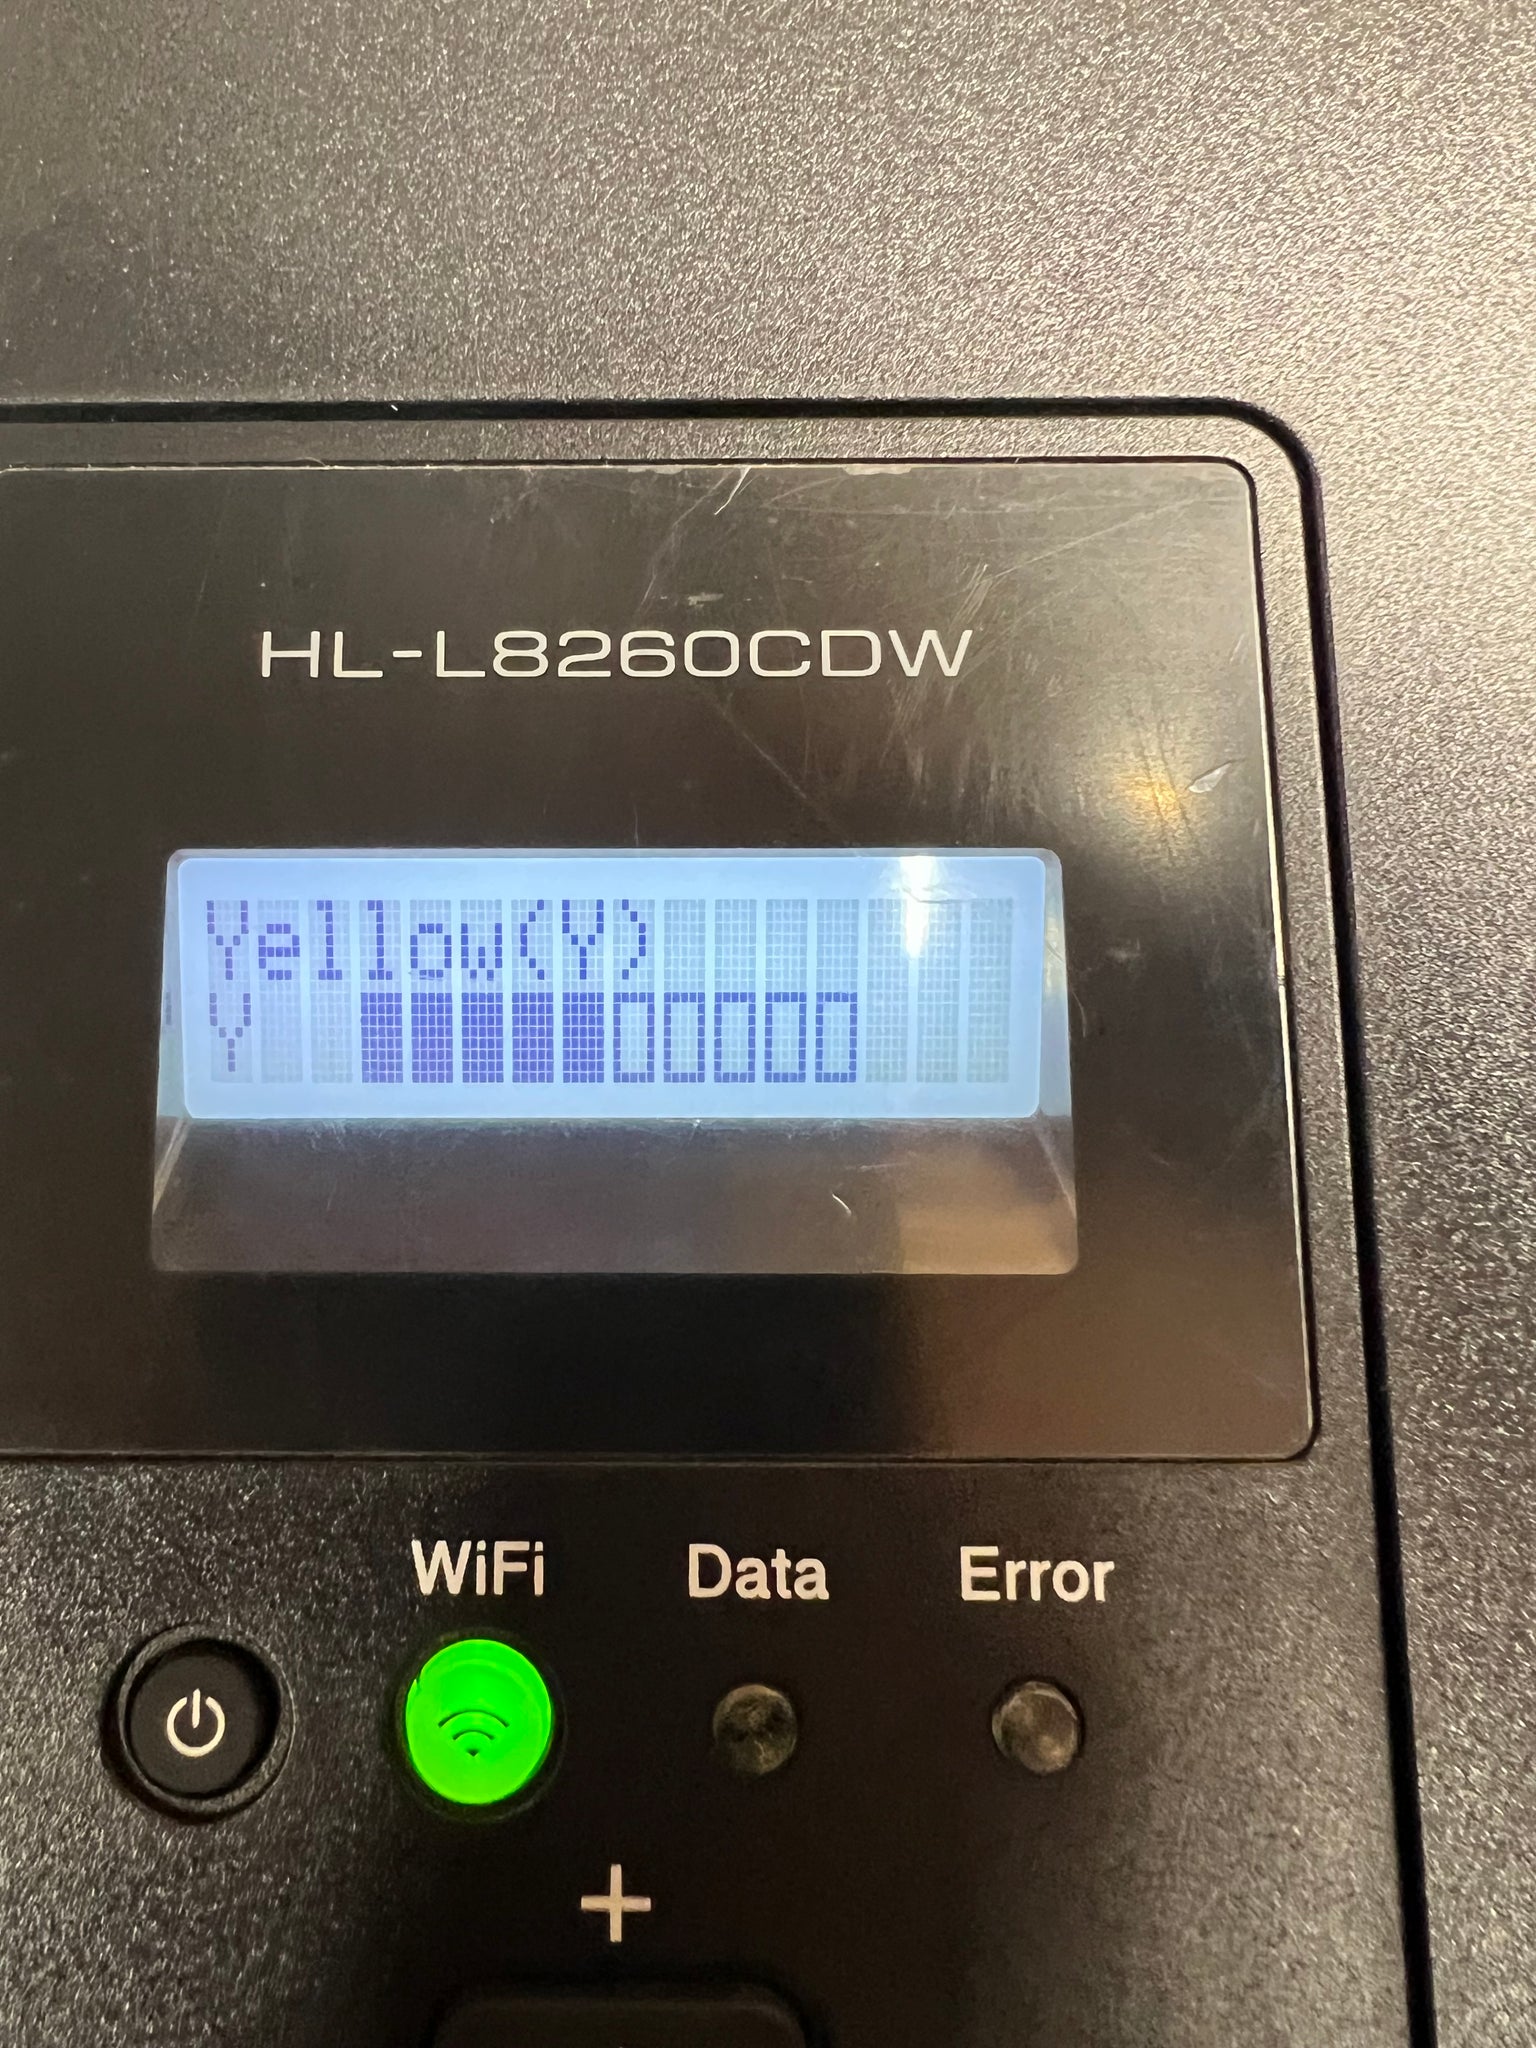 HL-L8260CDW
Yellow(Y)
Y ■■■■■□□□□□
WiFi Data Error
+